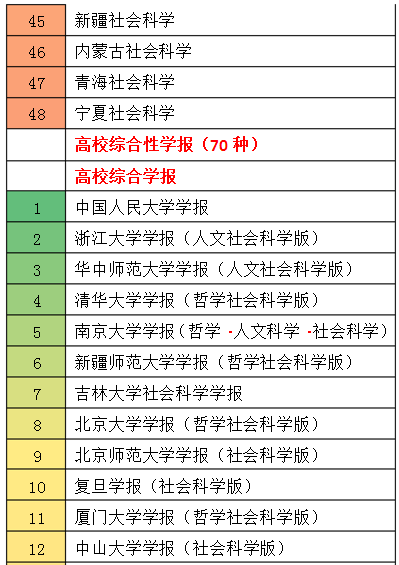 45 新疆社会科学
46 内蒙古社会科学
47 青海社会科学
48 宁夏社会科学
高校综合性学报（70 种）
高校综合学报
1 中国人民大学学报
2 浙江大学学报（人文社会科学版）
3 华中师范大学学报（人文社会科学版）
4 清华大学学报（哲学社会科学版）
5 南京大学学报（哲学 ·人文科学 ·社会科学）
6 新疆师范大学学报（哲学社会科学版）
7 吉林大学社会科学学报
8 北京大学学报（哲学社会科学版）
9 北京师范大学学报（社会科学版）
10 复旦学报（社会科学版）
11 厦门大学学报（哲学社会科学版）
12 中山大学学报（社会科学版）